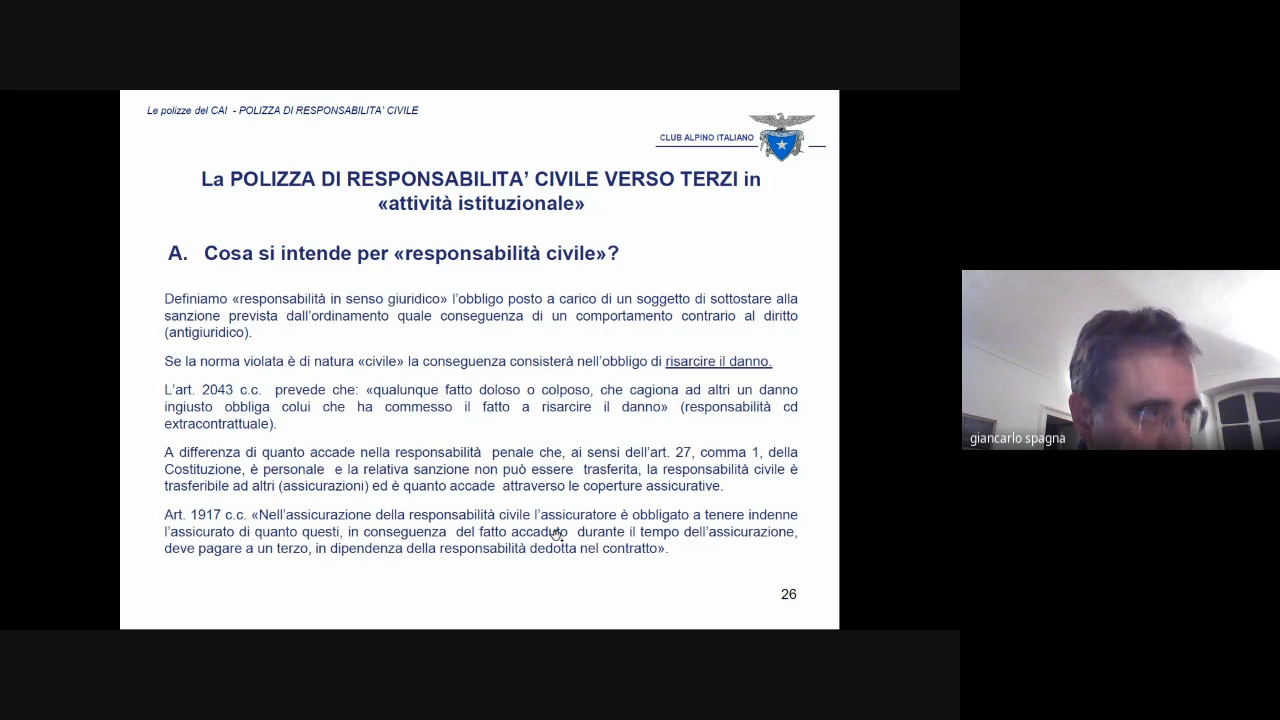 Le polizze del CAI - POLIZZA DI RESPONSABILITA' CIVILE
CLUB ALPINO ITALIANO
La POLIZZA DI RESPONSABILITA' CIVILE VERSO TERZI in
«attività istituzionale»
A. Cosa si intende per «responsabilità civile»?
Definiamo «responsabilità in senso giuridico» l'obbligo posto a carico di un soggetto di sottostare alla
sanzione prevista dall'ordinamento quale conseguenza di un comportamento contrario al diritto
(antigiuridico).
Se la norma violata è di natura «civile» la conseguenza consisterà nell'obbligo di risarcire il danno.
L'art. 2043 c.c. prevede che: «qualunque fatto doloso o colposo, che cagiona ad altri un danno
ingiusto obbliga colui che ha commesso il fatto a risarcire il danno» (responsabilità cd
extracontrattuale).
A differenza di quanto accade nella responsabilità penale che, ai sensi dell'art. 27, comma 1, della
Costituzione, è personale e la relativa sanzione non può essere trasferita, la responsabilità civile è
trasferibile ad altri (assicurazioni) ed è quanto accade attraverso le coperture assicurative.
Art. 1917 c.c. «Nell'assicurazione della responsabilità civile l'assicuratore è obbligato a tenere indenne
l'assicurato di quanto questi, in conseguenza del fatto accaduto durante il tempo dell'assicurazione,
deve pagare a un terzo, in dipendenza della responsabilità dedotta nel contratto».
26
giancarlo spagna